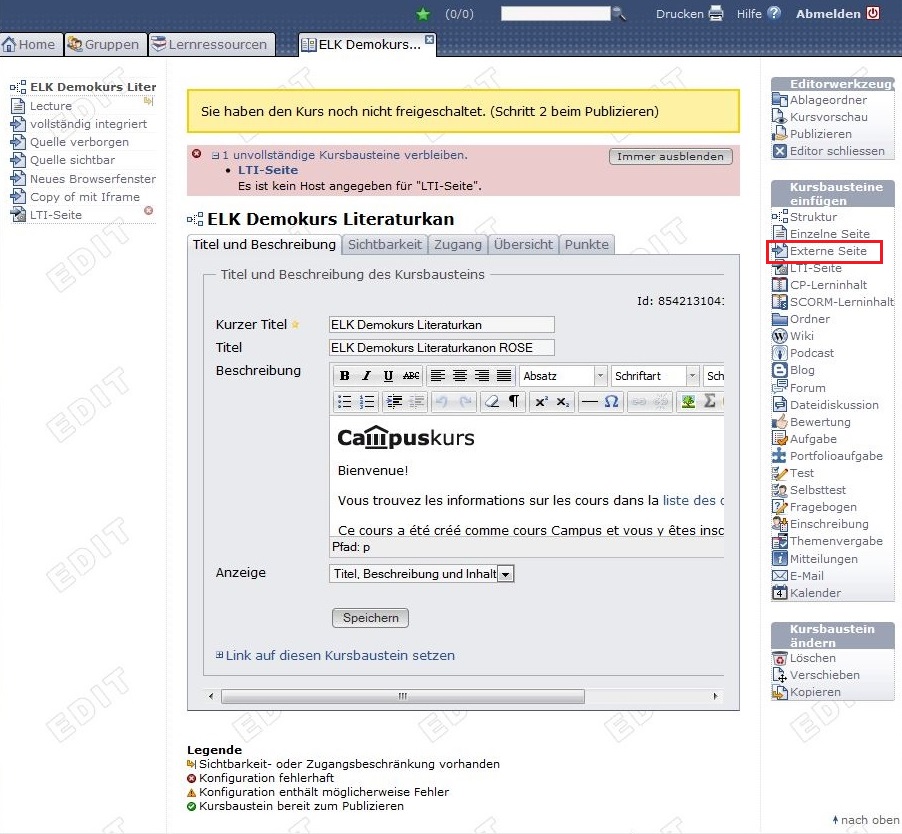 (0/0)
Drucken
Hilfe
Abmelden
Home
Gruppen
Lernressourcen
ELK Demokurs...
ELK Demokurs Liter
Lecture
vollständig integriert
Quelle verborgen
Quelle sichtbar
Neues Browserfenster
Copy of mit Iframe
LTI-Seite
Sie haben den Kurs noch nicht freigeschaltet. (Schritt 2 beim Publizieren)
1 unvollständige Kursbausteine verbleiben.
Immer ausblenden
• LTI-Seite
Es ist kein Host angegeben für "LTI-Seite".
ELK Demokurs Literaturkan
Titel und Beschreibung
Sichtbarkeit
Zugang
Übersicht
Punkte
Titel und Beschreibung des Kursbausteins
Id: 854213104
Kurzer Titel
ELK Demokurs Literaturkan
Titel
ELK Demokurs Literaturkanon ROSE
Beschreibung
B I U ABC
Absatz
Schriftart
Sch
Campuskurs
Bienvenue!
Vous trouvez les informations sur les cours dans la liste des
Ce cours a été créé comme cours Campus et vous y êtes insc
Pfad: p
Anzeige
Titel, Beschreibung und Inhalt
Speichern
Link auf diesen Kursbaustein setzen
Legende
Sichtbarkeit- oder Zugangsbeschränkung vorhanden
Konfiguration fehlerhaft
Konfiguration enthält möglicherweise Fehler
Kursbaustein bereit zum Publizieren
Editorwerkzeuge
Ablageordner
Kursvorschau
Publizieren
Editor schliessen
Kursbausteine
einfügen
Struktur
Einzelne Seite
Externe Seite
LTI-Seite
CP-Lerninhalt
SCORM-Lerninhalt
Ordner
Wiki
Podcast
Blog
Forum
Dateidiskussion
Bewertung
Aufgabe
Portfolioaufgabe
Test
Selbsttest
Fragebogen
Einschreibung
Themenvergabe
Mitteilungen
E-Mail
Kalender
Kursbaustein
ändern
Löschen
Verschieben
Kopieren
nach oben
EDIT
EDIT
EDIT
EDIT
EDIT